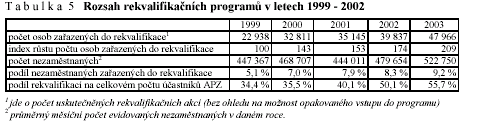 Tabulka 5 Rozsah rekvalifikačních programů v letech 1999 - 2002
1999 2000 2001 2002 2003
počet osob zařazených do rekvalifikace1 22 938 32 811 35 145 39 837 47 966
index růstu počtu osob zařazených do rekvalifikace 100 143 153 174 209
počet nezaměstnaných2 447 367 468 707 444 011 479 654 522 750
podíl nezaměstnaných zařazených do rekvalifikace 5,1 % 7,0 % 7,9 % 8,3 % 9,2 %
podíl rekvalifikací na celkovém počtu účastníků APZ 34,4 % 35,5 % 40,1 % 50,1 % 55,7 %
1 jde o počet uskutečněných rekvalifikačních akcí (bez ohledu na možnost opakovaného vstupu do programu)
2 průměrný měsíční počet evidovaných nezaměstnaných v daném roce.